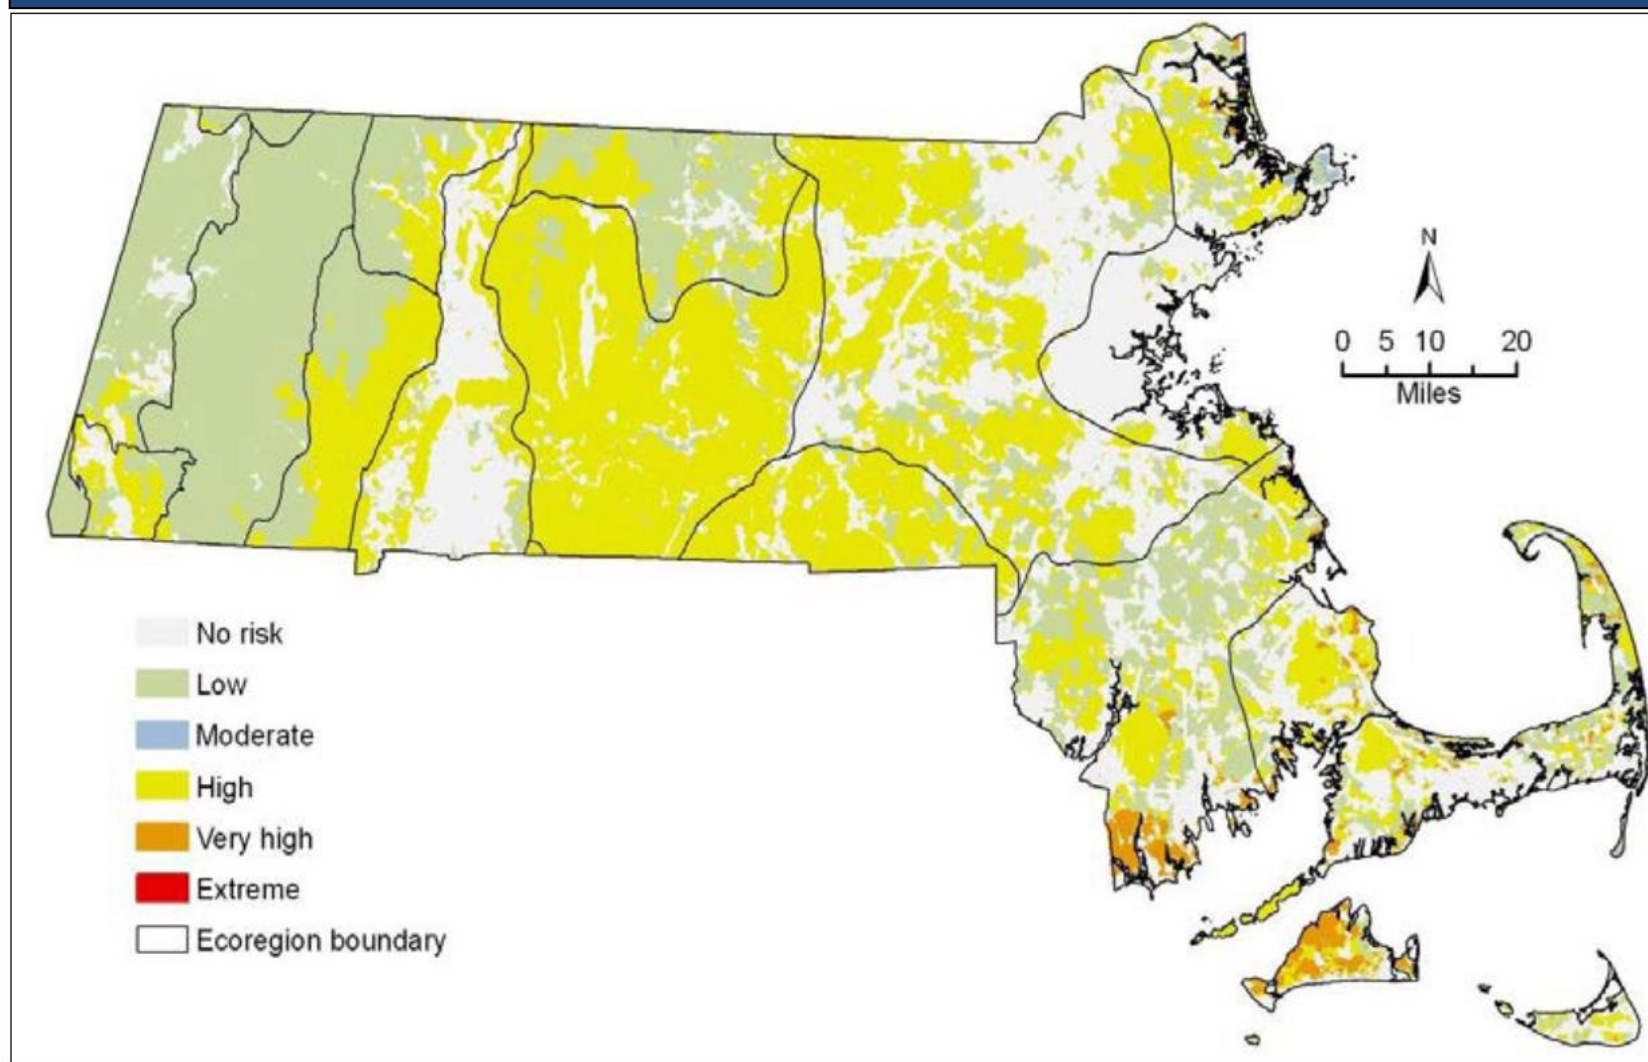 N
0 5 10 20
Miles
No risk
Low
Moderate
High
Very high
Extreme
Ecoregion boundary